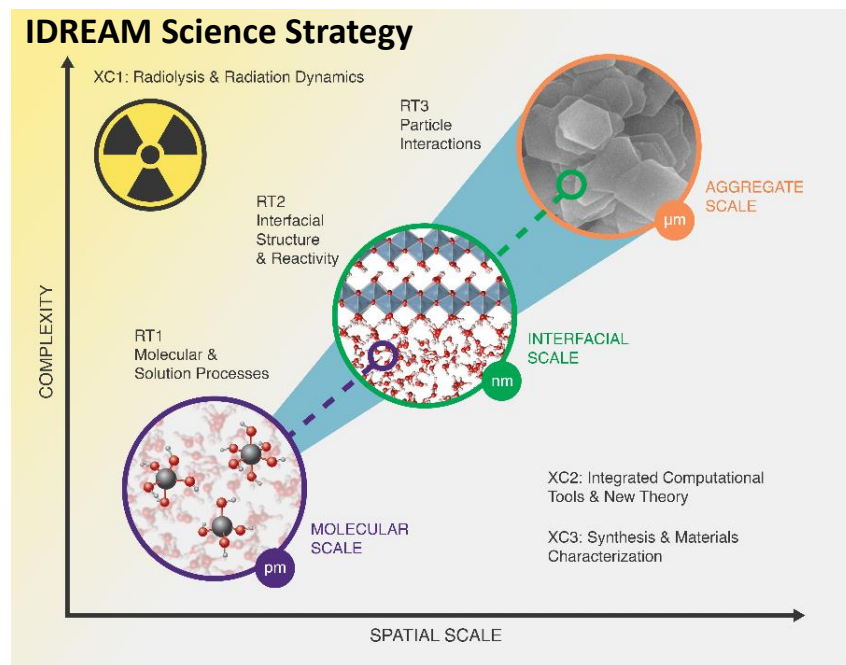 IDREAM Science Strategy
XC1: Radiolysis & Radiation Dynamics
RT3
Particle
Interactions
AGGREGATE
SCALE
μm
RT2
Interfacial
Structure
& Reactivity
INTERFACIAL
SCALE
nm
RT1
Molecular &
Solution Processes
MOLECULAR
SCALE
pm
XC2: Integrated Computational
Tools & New Theory
XC3: Synthesis & Materials
Characterization
COMPLEXITY
SPATIAL SCALE